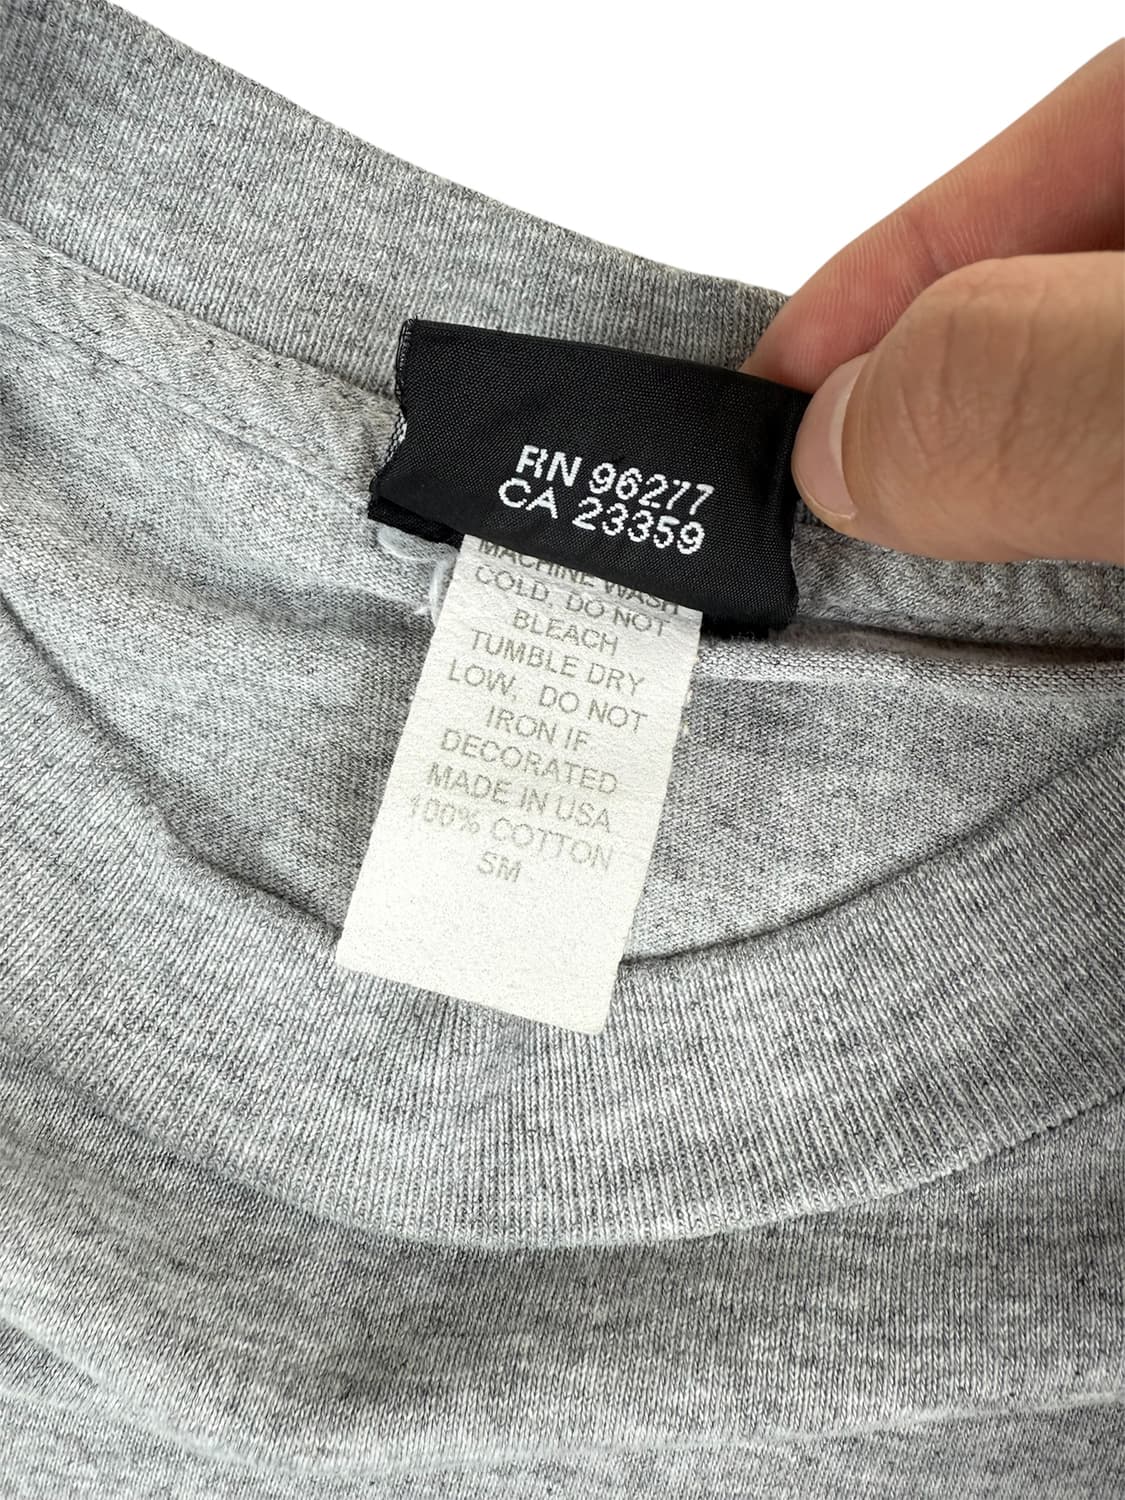 RN 96277
CA 23359
MACHINE WASH
COLD. DO NOT
BLEACH
TUMBLE DRY
LOW. DO NOT
IRON IF
DECORATED
MADE IN USA
100% COTTON
SM